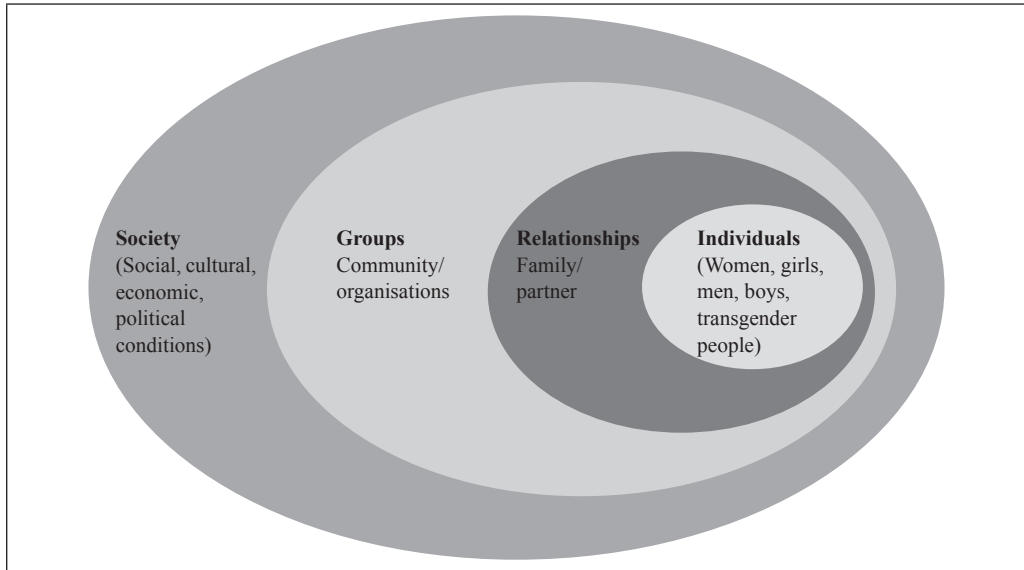 Society
(Social, cultural,
economic,
political
conditions)
Groups
Community/
organisations
Relationships
Family/
partner
Individuals
(Women, girls,
men, boys,
transgender
people)